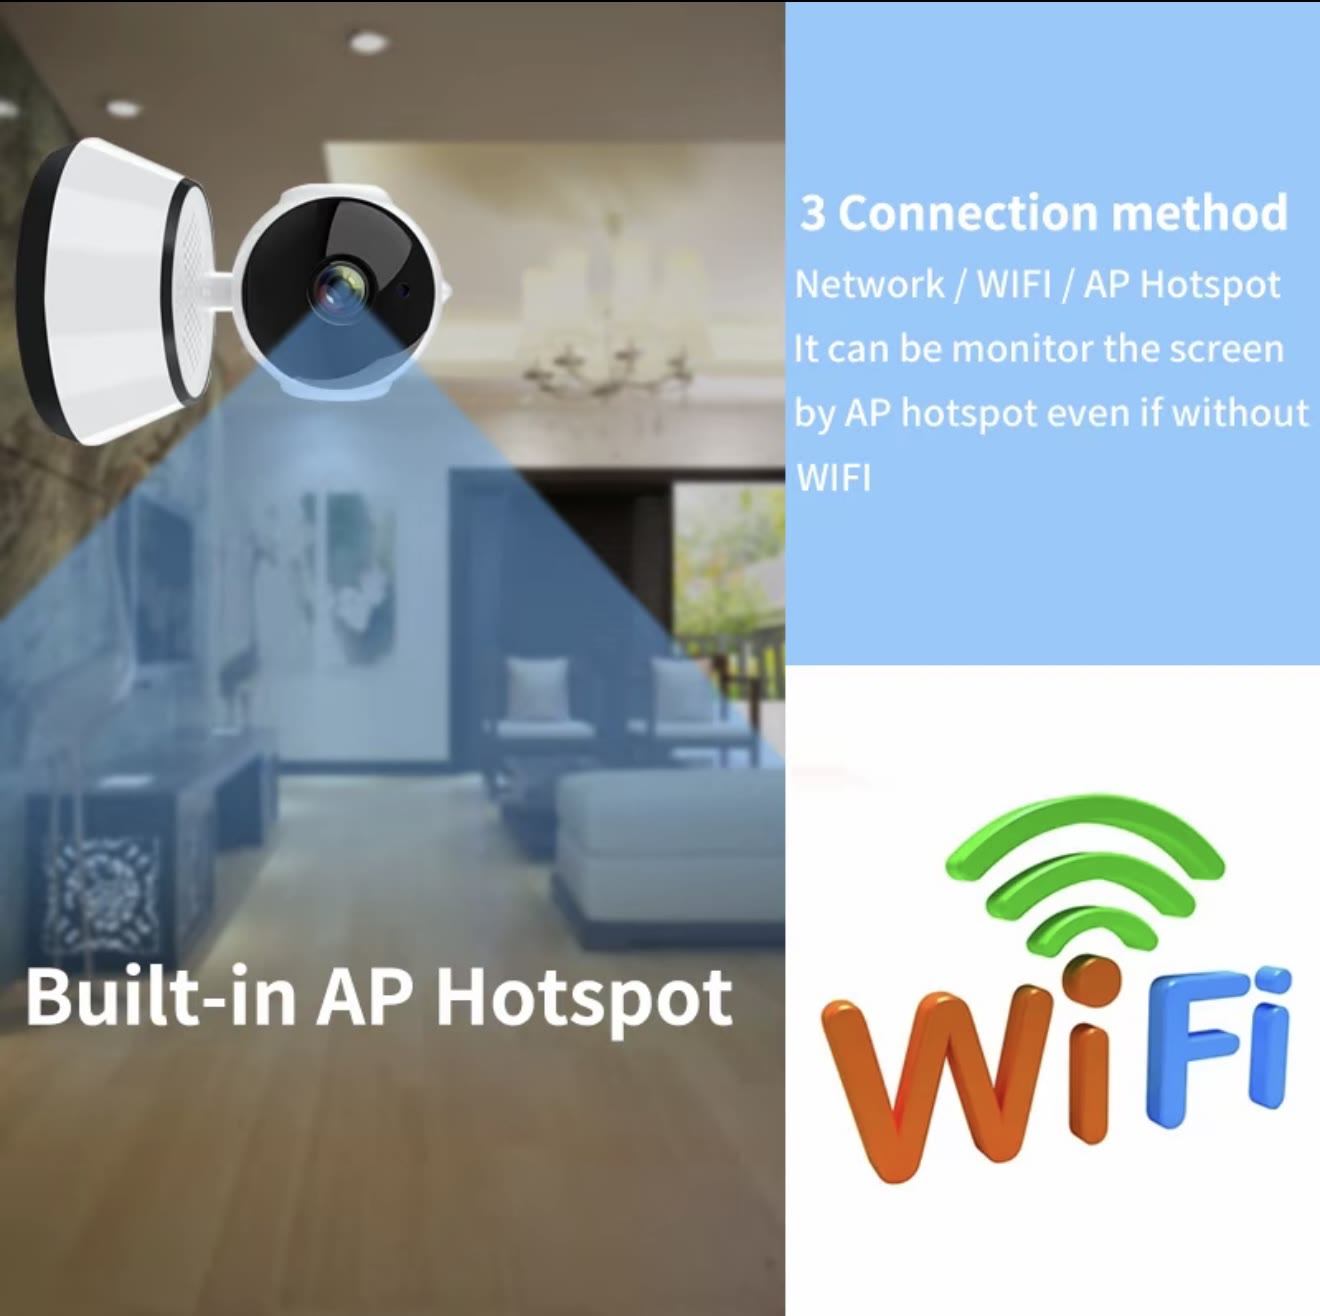 3 Connection method
Network / WIFI / AP Hotspot
It can be monitor the screen
by AP hotspot even if without
WIFI
Built-in AP Hotspot
WiFi